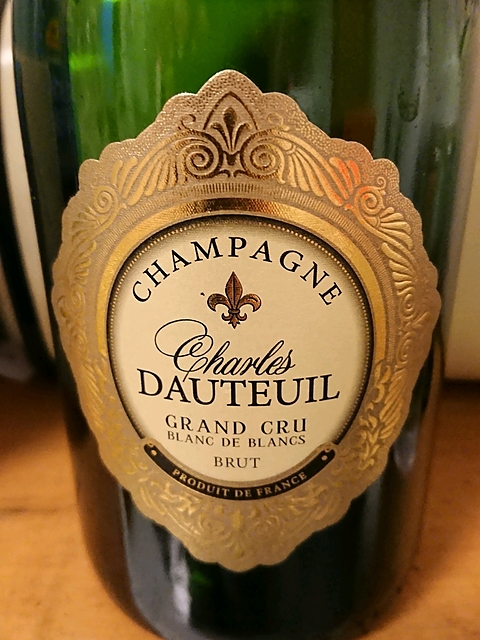 CHAMPAGNE
Charles
DAUTEUIL
GRAND CRU
BLANC DE BLANCS
BRUT
PRODUIT DE FRANCE